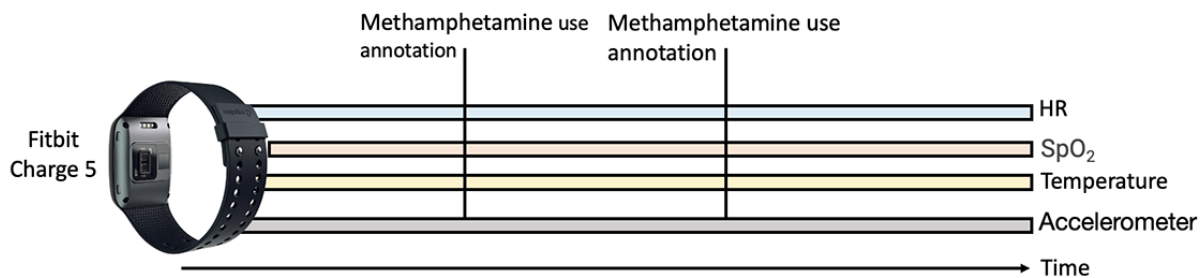 Methamphetamine use
annotation
Methamphetamine use
annotation
HR
Fitbit
Charge 5
SpO₂
Temperature
Accelerometer
Time